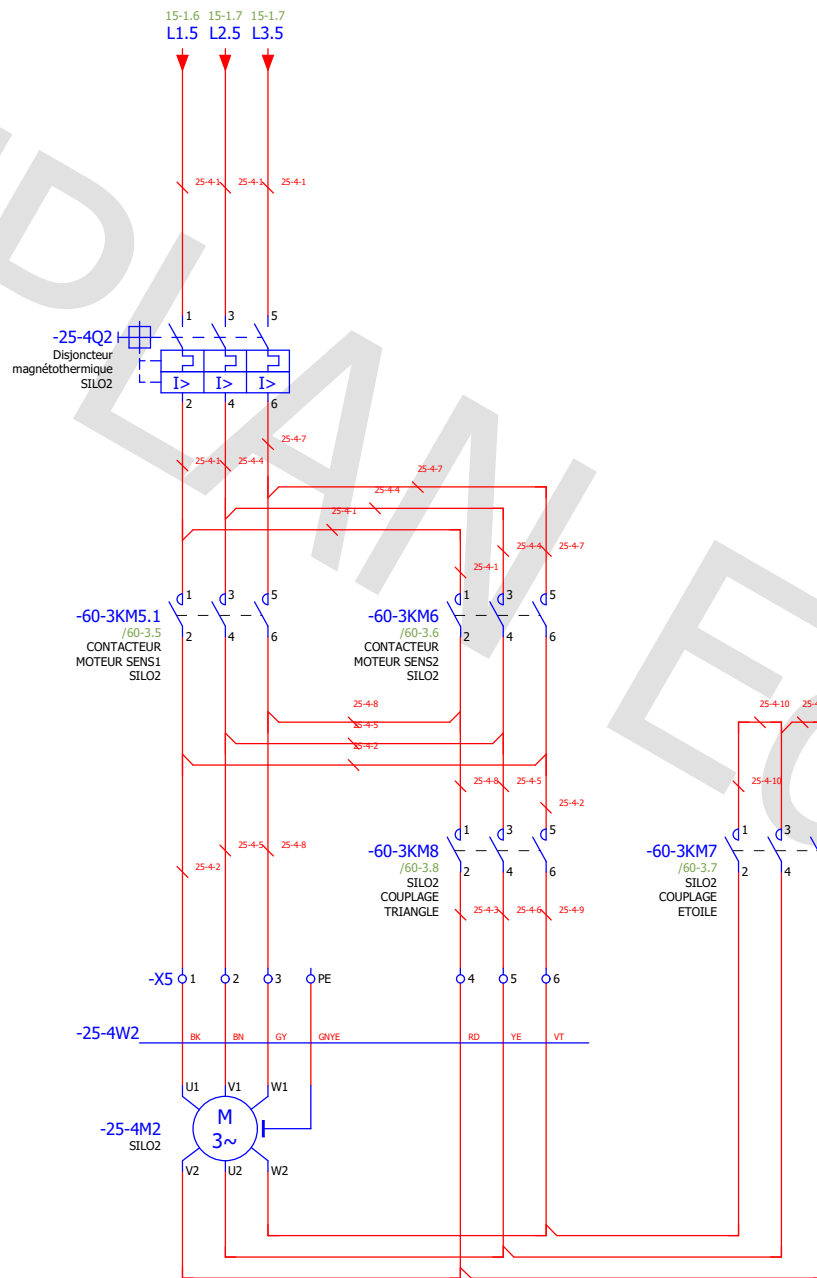 15-1.6 15-1.7 15-1.7
L1.5 L2.5 L3.5
25-4-1 25-4-1 25-4-1
1 3 5
-25-4Q2
Disjoncteur
magnétothermique
SILO2
I> I> I>
2 4 6
25-4-7
25-4-1 25-4-4
25-4-7
25-4-4
25-4-1
25-4-4 25-4-7
25-4-1
1 3 5
-60-3KM5.1
/60-3.5
CONTACTEUR
MOTEUR SENS1
SILO2
2 4 6
1 3 5
-60-3KM6
/60-3.6
CONTACTEUR
MOTEUR SENS2
SILO2
2 4 6
25-4-8
25-4-5
25-4-2
25-4-10
25-4-8 25-4-5
25-4-2
25-4-10
1 3 5
-60-3KM8
/60-3.8
SILO2
COUPLAGE
TRIANGLE
2 4 6
1 3
-60-3KM7
/60-3.7
SILO2
COUPLAGE
ETOILE
2 4
25-4-2 25-4-5 25-4-8
25-4-3 25-4-6 25-4-9
-X5 1 2 3 PE 4 5 6
-25-4W2
BK BN GY GNYE RD YE VT
U1 V1 W1
-25-4M2
SILO2
M
3~
V2 U2 W2
PLAN